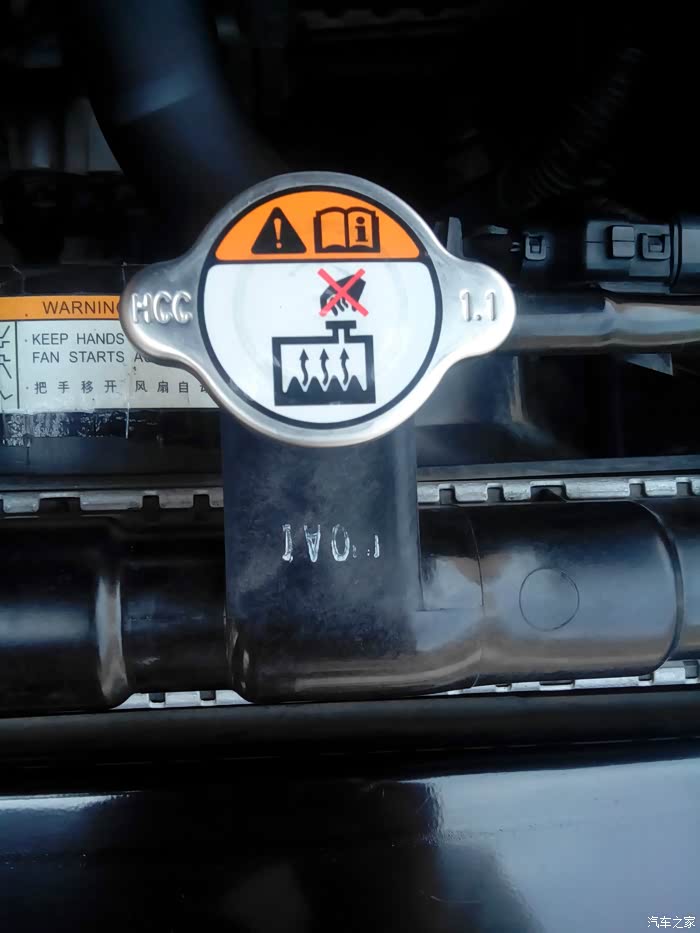 HCC
1.1
WARNING
· KEEP HANDS
FAN STARTS
· 把手移开风扇自
汽车之家